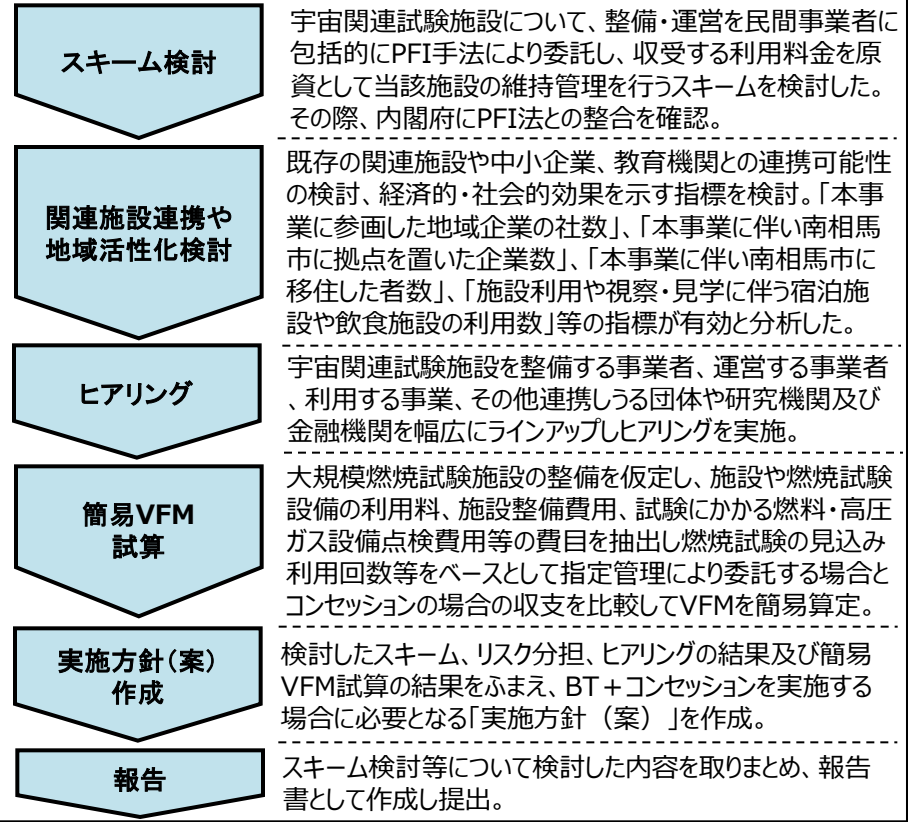 スキーム検討
宇宙関連試験施設について、整備・運営を民間事業者に
包括的にPFI手法により委託し、収受する利用料金を原
資として当該施設の維持管理を行うスキームを検討した。
その際、内閣府にPFI法との整合を確認。
関連施設連携や
地域活性化検討
既存の関連施設や中小企業、教育機関との連携可能性
の検討、経済的・社会的効果を示す指標を検討。「本事
業に参画した地域企業の社数」、「本事業に伴い南相馬
市に拠点を置いた企業数」、「本事業に伴い南相馬市に
移住した者数」、「施設利用や視察・見学に伴う宿泊施
設や飲食施設の利用数」等の指標が有効と分析した。
ヒアリング
宇宙関連試験施設を整備する事業者、運営する事業者
、利用する事業、その他連携しうる団体や研究機関及び
金融機関を幅広にラインアップしヒアリングを実施。
簡易VFM
試算
大規模燃焼試験施設の整備を仮定し、施設や燃焼試験
設備の利用料、施設整備費用、試験にかかる燃料・高圧
ガス設備点検費用等の費目を抽出し燃焼試験の見込み
利用回数等をベースとして指定管理により委託する場合と
コンセッションの場合の収支を比較してVFMを簡易算定。
実施方針（案）
作成
検討したスキーム、リスク分担、ヒアリングの結果及び簡易
VFM試算の結果をふまえ、BT＋コンセッションを実施する
場合に必要となる「実施方針（案）」を作成。
報告
スキーム検討等について検討した内容を取りまとめ、報告
書として作成し提出。